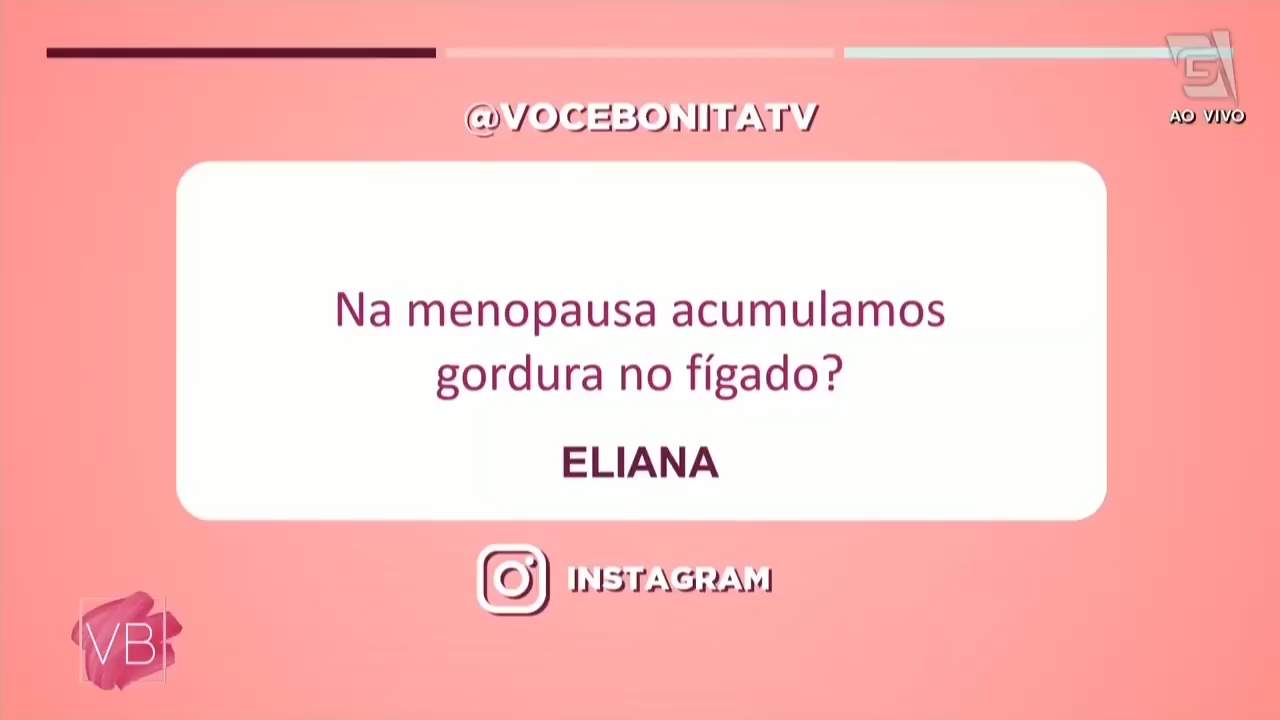 @VOCEBONITATV
AO VIVO
Na menopausa acumulamos
gordura no fígado?
ELIANA
INSTAGRAM
VB